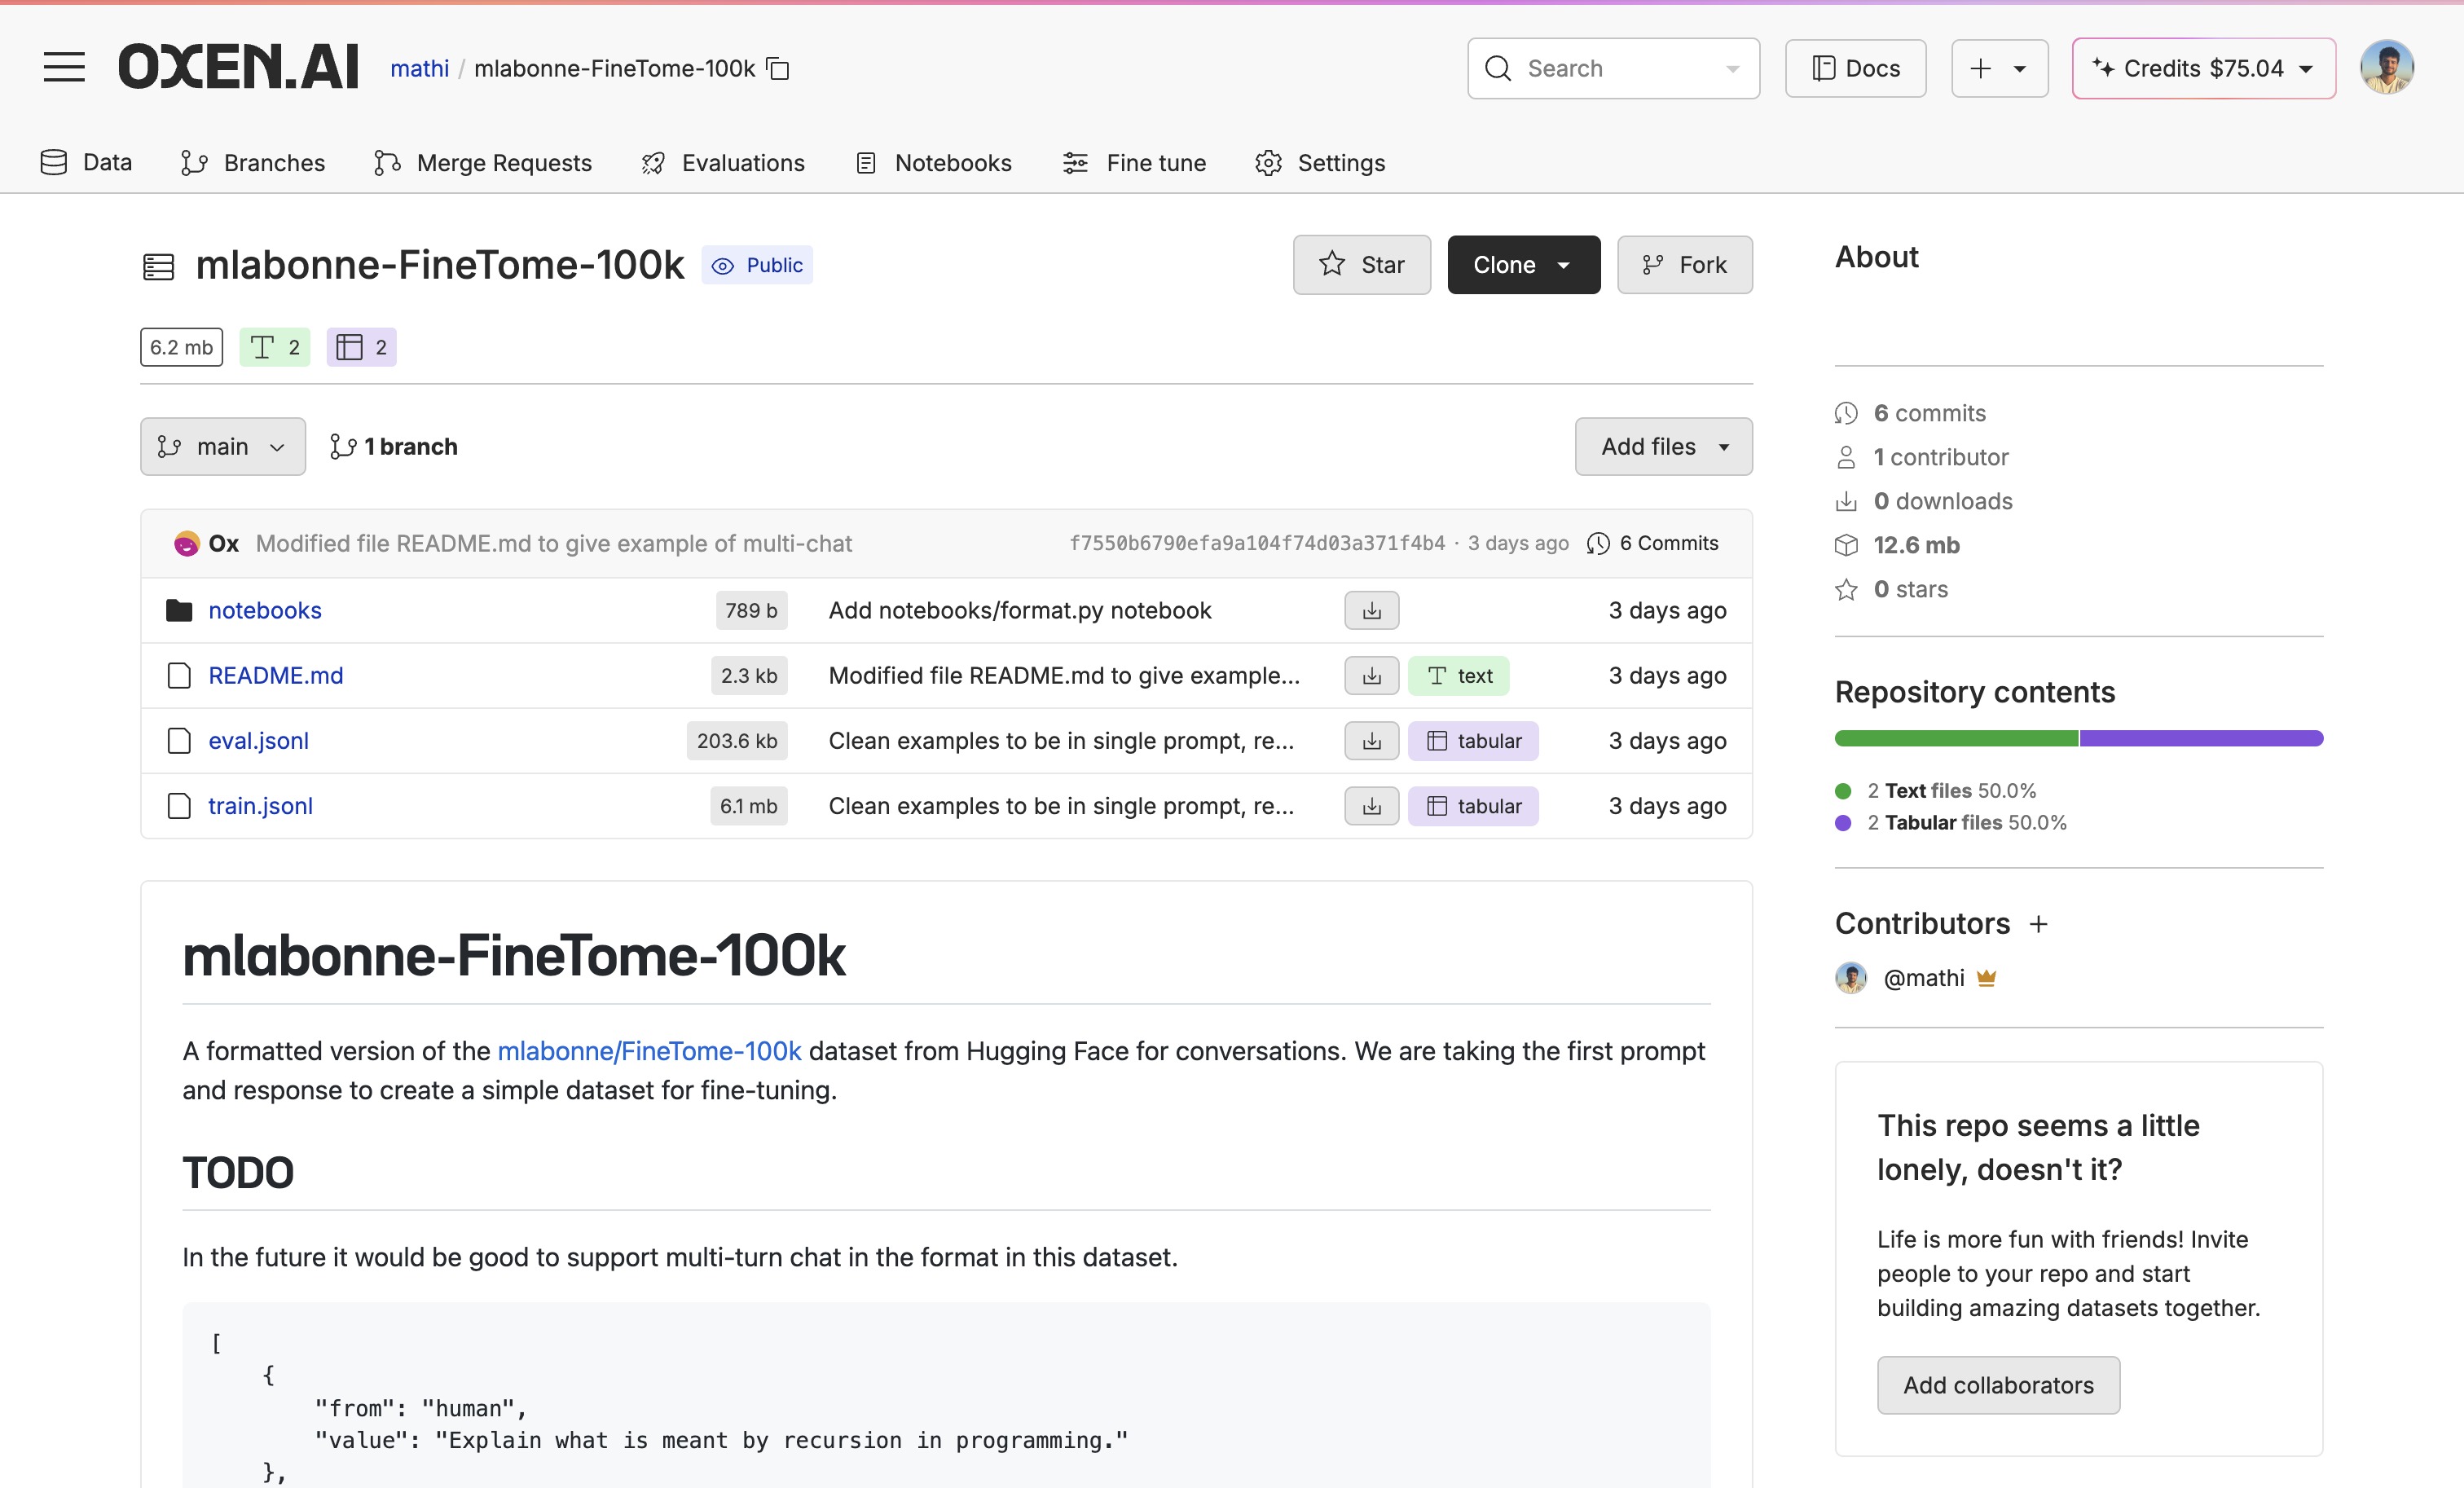 OXEN.AI mathi / mlabonne-FineTome-100k Search Docs Credits $75.04
Data Branches Merge Requests Evaluations Notebooks Fine tune Settings
mlabonne-FineTome-100k Public Star Clone Fork
6.2 mb 2 2
main 1 branch Add files
Ox Modified file README.md to give example of multi-chat f7550b6790efa9a104f74d03a371f4b4 · 3 days ago 6 Commits
notebooks 789 b Add notebooks/format.py notebook 3 days ago
README.md 2.3 kb Modified file README.md to give example... text 3 days ago
eval.jsonl 203.6 kb Clean examples to be in single prompt, re... tabular 3 days ago
train.jsonl 6.1 mb Clean examples to be in single prompt, re... tabular 3 days ago
mlabonne-FineTome-100k
A formatted version of the mlabonne/FineTome-100k dataset from Hugging Face for conversations. We are taking the first prompt
and response to create a simple dataset for fine-tuning.
TODO
In the future it would be good to support multi-turn chat in the format in this dataset.
[
{
"from": "human",
"value": "Explain what is meant by recursion in programming."
},
About
6 commits
1 contributor
0 downloads
12.6 mb
0 stars
Repository contents
2 Text files 50.0%
2 Tabular files 50.0%
Contributors +
@mathi
This repo seems a little
lonely, doesn't it?
Life is more fun with friends! Invite
people to your repo and start
building amazing datasets together.
Add collaborators